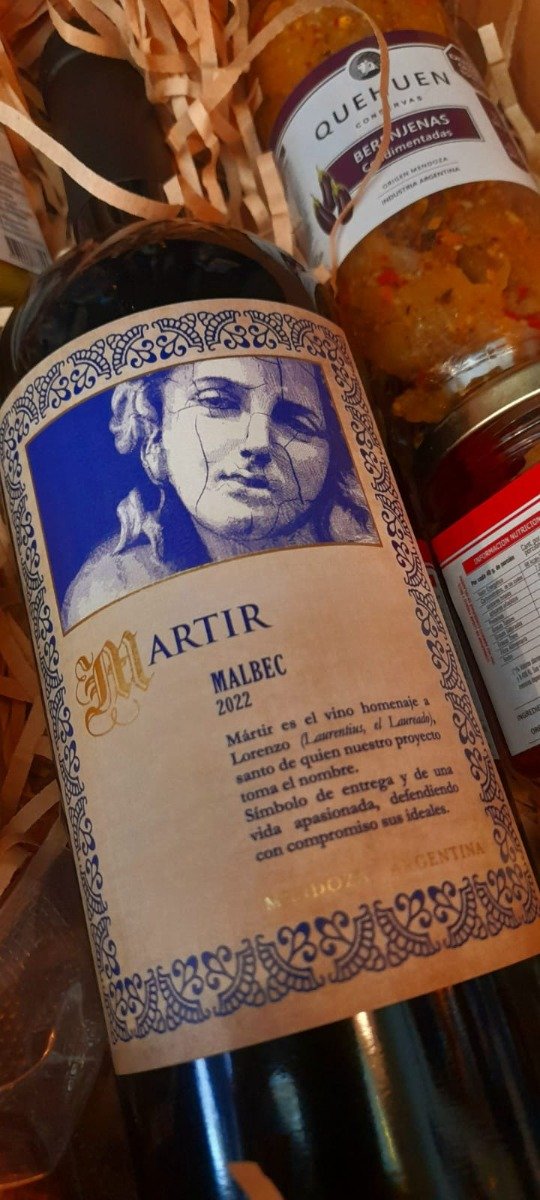 QUEHUEN
CONSERVAS
BERENJENAS
Condimentadas
ORIGEN MENDOZA
INDUSTRIA ARGENTINA
MARTIR
MALBEC
2022
Mártir es el vino homenaje a
Lorenzo (Laurentius, el Laureado),
santo de quien nuestro proyecto
toma el nombre.
Símbolo de entrega y de una
vida apasionada, defendiendo
con compromiso sus ideales.
MENDOZA ARGENTINA
INFORMACION NUTRICION